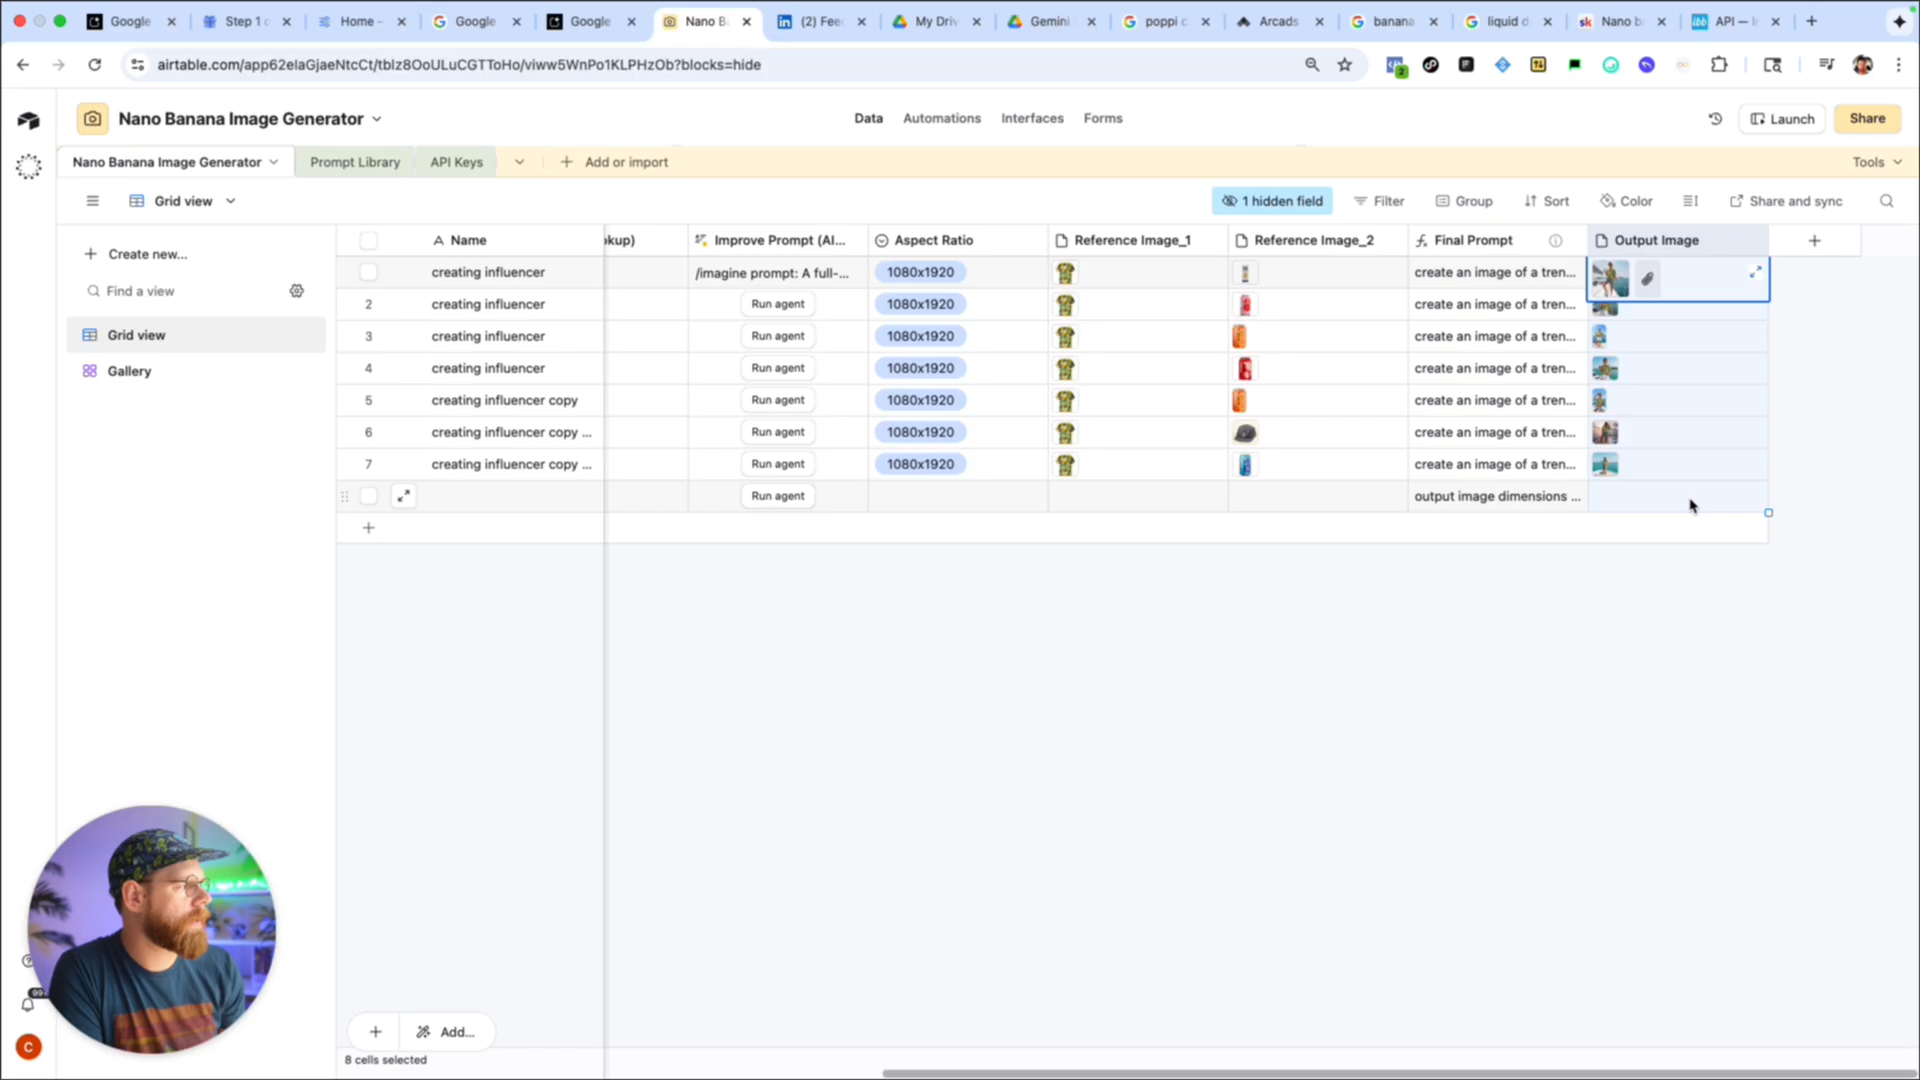 Google
Step 1 o
Home -
Google
Google
Nano B
(2) Fee
My Driv
Gemini
poppi c
Arcads
banana
liquid d
Nano b
API — I
airtable.com/app62elaGjaeNtcCt/tblz8OoULuCGTToHo/viww5WnPo1KLPHzOb?blocks=hide
Nano Banana Image Generator
Data
Automations
Interfaces
Forms
Launch
Share
Nano Banana Image Generator
Prompt Library
API Keys
Add or import
Tools
Grid view
1 hidden field
Filter
Group
Sort
Color
Share and sync
Create new...
Find a view
Grid view
Gallery
Name
okup)
Improve Prompt (AI...
Aspect Ratio
Reference Image_1
Reference Image_2
Final Prompt
Output Image
creating influencer
/imagine prompt: A full-...
1080x1920
create an image of a tren...
2
creating influencer
Run agent
1080x1920
create an image of a tren...
3
creating influencer
Run agent
1080x1920
create an image of a tren...
4
creating influencer
Run agent
1080x1920
create an image of a tren...
5
creating influencer copy
Run agent
1080x1920
create an image of a tren...
6
creating influencer copy ...
Run agent
1080x1920
create an image of a tren...
7
creating influencer copy ...
Run agent
1080x1920
create an image of a tren...
Run agent
output image dimensions ...
Add...
8 cells selected
99+
C